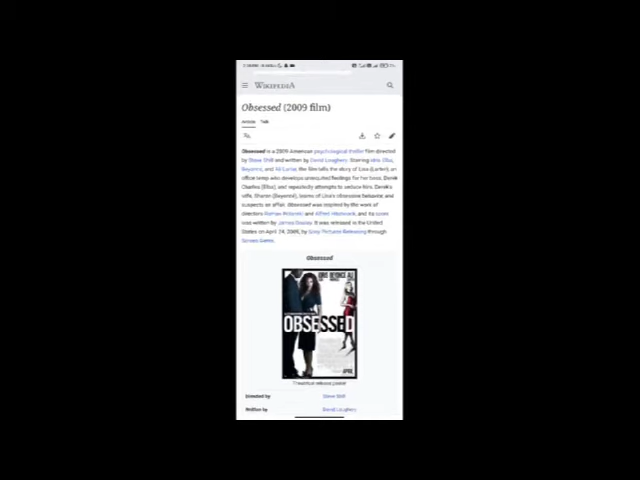 WIKIPEDIA
Obsessed (2009 film)
Article Talk
Obsessed is a 2009 American psychological thriller film directed
by Steve Shill and written by David Loughery. Starring Idris Elba,
Beyoncé, and Ali Larter, the film tells the story of Lisa (Larter), an
office temp who develops unrequited feelings for her boss, Derek
Charles (Elba), and repeatedly attempts to seduce him. Derek's
wife, Sharon (Beyoncé), learns of Lisa's obsessive behavior, and
suspects an affair. Obsessed was inspired by the work of
directors Roman Polanski and Alfred Hitchcock, and its score
was written by James Dooley. It was released in the United
States on April 24, 2009, by Sony Pictures Releasing through
Screen Gems.
Obsessed
IDRIS BEYONCÉ ALI
OBSESSED
APRIL
Theatrical release poster
Directed by Steve Shill
Written by David Loughery